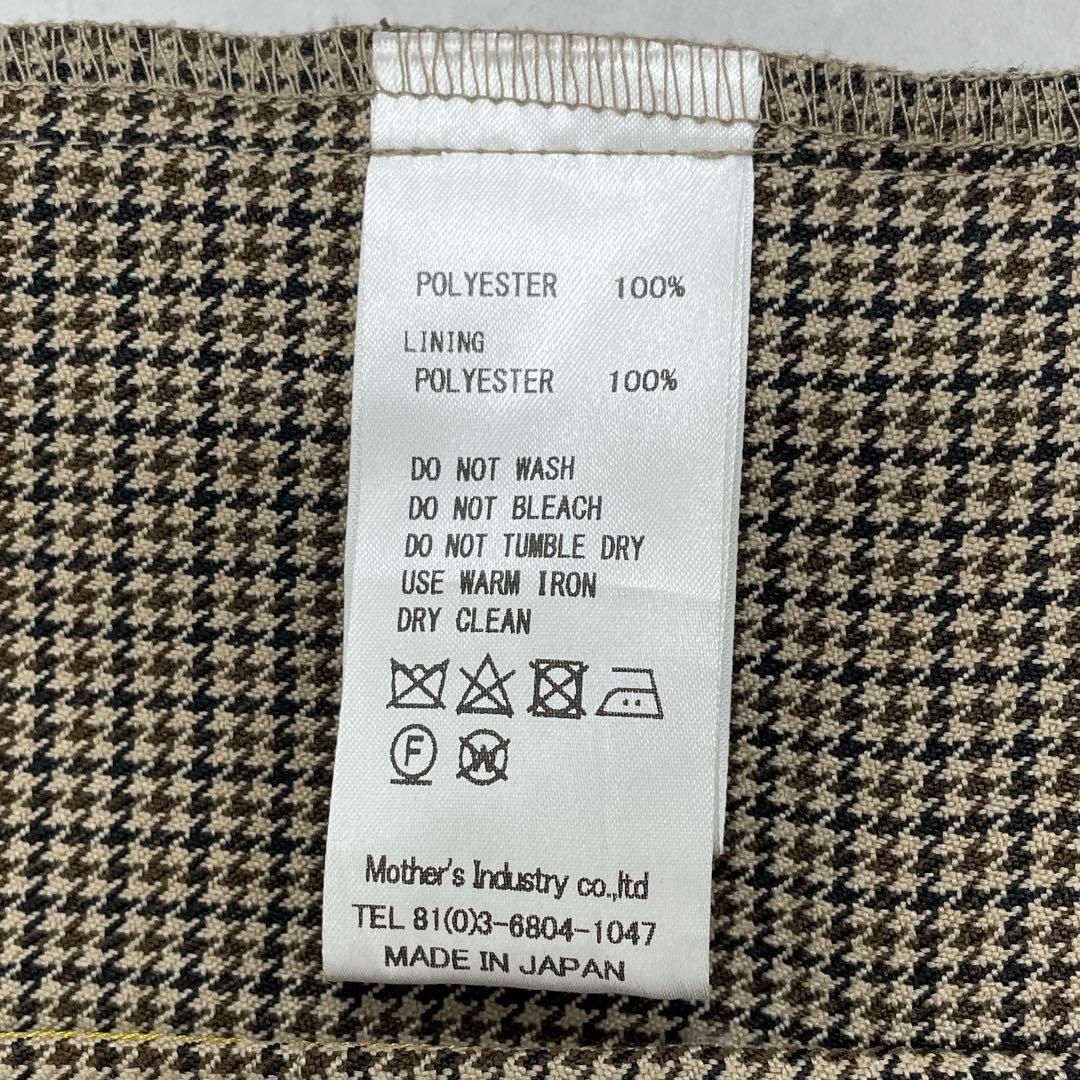 POLYESTER 100%
LINING
POLYESTER 100%
DO NOT WASH
DO NOT BLEACH
DO NOT TUMBLE DRY
USE WARM IRON
DRY CLEAN
F W
Mother's Industry co.,ltd
TEL 81(0)3-6804-1047
MADE IN JAPAN